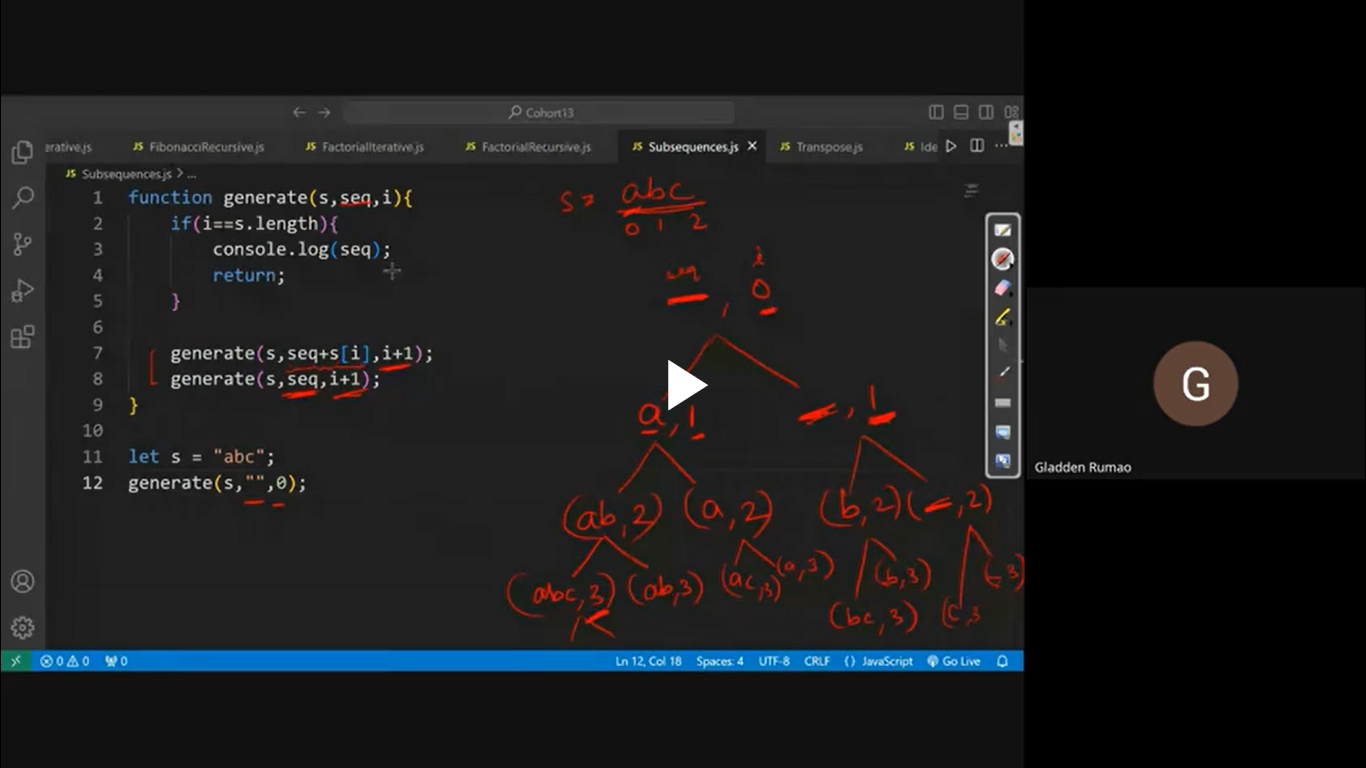 Cohort13
erative.js FibonacciRecursive.js FactorialIterative.js FactorialRecursive.js Subsequences.js Transpose.js Ide
Subsequences.js > ...
1 function generate(s,seq,i){
2 if(i==s.length){
3 console.log(seq);
4 return;
5 }
6
7 generate(s,seq+s[i],i+1);
8 generate(s,seq,i+1);
9 }
10
11 let s = "abc";
12 generate(s,"",0);
s = abc
0 1 2
seq i
, 0
a, 1 , 1
(ab, 2) (a, 2) (b, 2) ( , 2)
(abc, 3) (ab, 3) (ac, 3) (a, 3) (bc, 3) (b, 3) (c, 3 ( , 3)
G
Gladden Rumao
0 0 0
Ln 12, Col 18 Spaces: 4 UTF-8 CRLF {} JavaScript Go Live